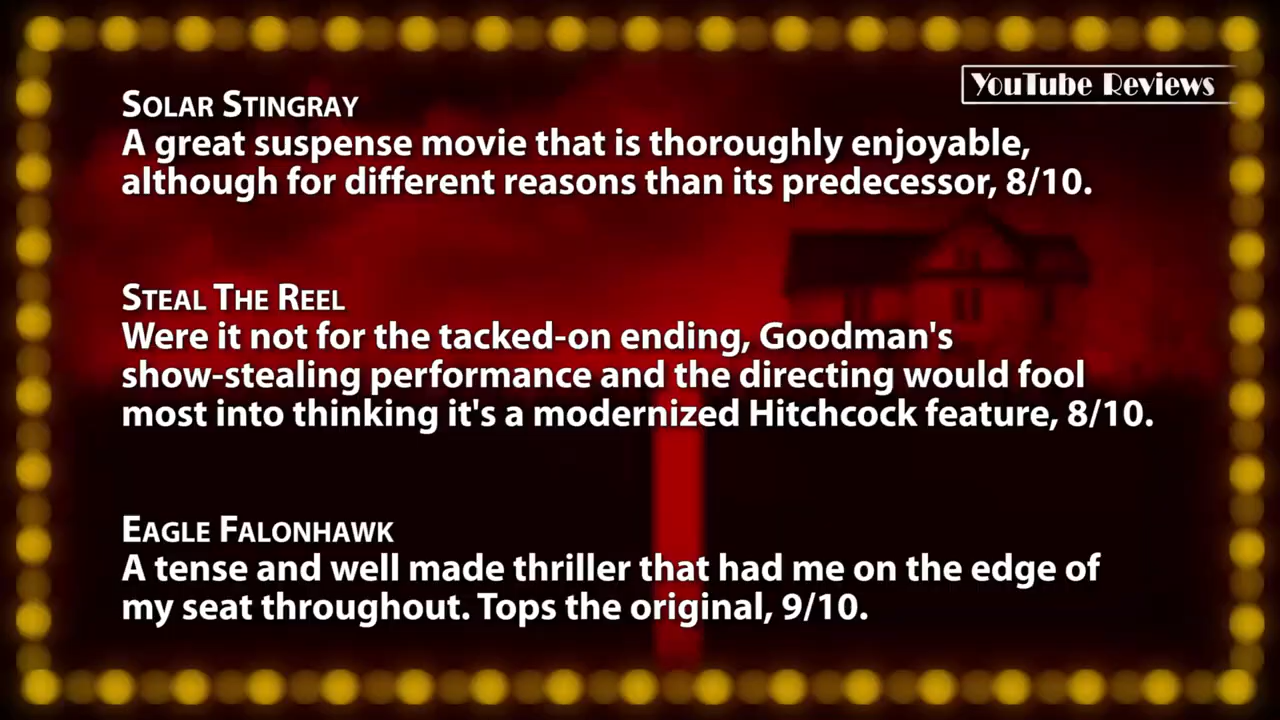 YouTube Reviews
Solar Stingray
A great suspense movie that is thoroughly enjoyable,
although for different reasons than its predecessor, 8/10.
Steal The Reel
Were it not for the tacked-on ending, Goodman's
show-stealing performance and the directing would fool
most into thinking it's a modernized Hitchcock feature, 8/10.
Eagle Falonhawk
A tense and well made thriller that had me on the edge of
my seat throughout. Tops the original, 9/10.